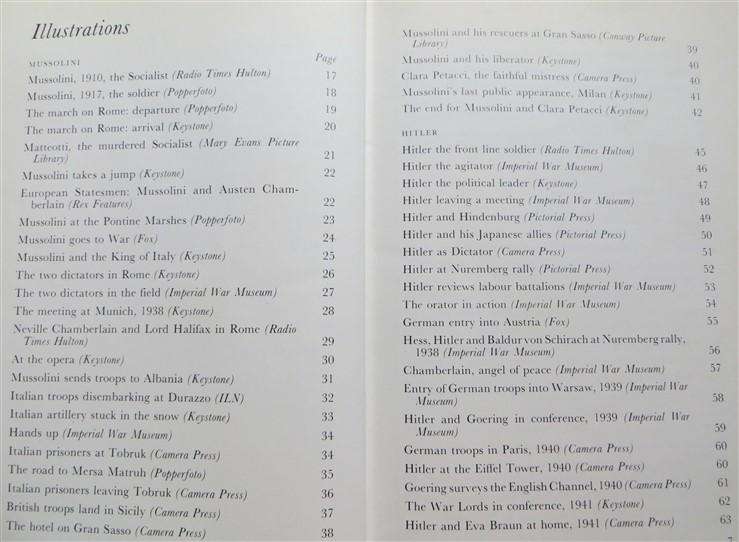 Illustrations
Page
MUSSOLINI
Mussolini, 1910, the Socialist (Radio Times Hulton) 17
Mussolini, 1917, the soldier (Popperfoto) 18
The march on Rome: departure (Popperfoto) 19
The march on Rome: arrival (Keystone) 20
Matteotti, the murdered Socialist (Mary Evans Picture
Library) 21
Mussolini takes a jump (Keystone) 22
European Statesmen: Mussolini and Austen Cham-
berlain (Rex Features) 22
Mussolini at the Pontine Marshes (Popperfoto) 23
Mussolini goes to War (Fox) 24
Mussolini and the King of Italy (Keystone) 25
The two dictators in Rome (Keystone) 26
The two dictators in the field (Imperial War Museum) 27
The meeting at Munich, 1938 (Keystone) 28
Neville Chamberlain and Lord Halifax in Rome (Radio
Times Hulton) 29
At the opera (Keystone) 30
Mussolini sends troops to Albania (Keystone) 31
Italian troops disembarking at Durazzo (ILN) 32
Italian artillery stuck in the snow (Keystone) 33
Hands up (Imperial War Museum) 34
Italian prisoners at Tobruk (Camera Press) 34
The road to Mersa Matruh (Popperfoto) 35
Italian prisoners leaving Tobruk (Camera Press) 36
British troops land in Sicily (Camera Press) 37
The hotel on Gran Sasso (Camera Press) 38
Mussolini and his rescuers at Gran Sasso (Conway Picture
Library) 39
Mussolini and his liberator (Keystone) 40
Clara Petacci, the faithful mistress (Camera Press) 40
Mussolini's last public appearance, Milan (Keystone) 41
The end for Mussolini and Clara Petacci (Keystone) 42
HITLER
Hitler the front line soldier (Radio Times Hulton) 45
Hitler the agitator (Imperial War Museum) 46
Hitler the political leader (Keystone) 47
Hitler leaving a meeting (Imperial War Museum) 48
Hitler and Hindenburg (Pictorial Press) 49
Hitler and his Japanese allies (Pictorial Press) 50
Hitler as Dictator (Camera Press) 51
Hitler at Nuremberg rally (Pictorial Press) 52
Hitler reviews labour battalions (Imperial War Museum) 53
The orator in action (Imperial War Museum) 54
German entry into Austria (Fox) 55
Hess, Hitler and Baldur von Schirach at Nuremberg rally,
1938 (Imperial War Museum) 56
Chamberlain, angel of peace (Imperial War Museum) 57
Entry of German troops into Warsaw, 1939 (Imperial War
Museum) 58
Hitler and Goering in conference, 1939 (Imperial War
Museum) 59
German troops in Paris, 1940 (Camera Press) 60
Hitler at the Eiffel Tower, 1940 (Camera Press) 60
Goering surveys the English Channel, 1940 (Camera Press) 61
The War Lords in conference, 1941 (Keystone) 62
Hitler and Eva Braun at home, 1941 (Camera Press) 63